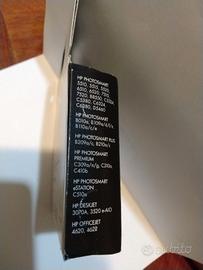 HP PHOTOSMART
5510, 5515, 5520
6510, 6520, 7510
7520, B8550, C5324
C5380, C6324
C6380, D5460
HP PHOTOSMART
B010a, B109a/d/f/n
B110a/c/e
HP PHOTOSMART PLUS
B209a/c, B210a/c
HP PHOTOSMART
PREMIUM
C309n/g/q, C310a
C410b
HP PHOTOSMART
eSTATION
C510a
HP DESKJET
3070A, 3520 e-AiO
HP OFFICEJET
4620, 4622
subito